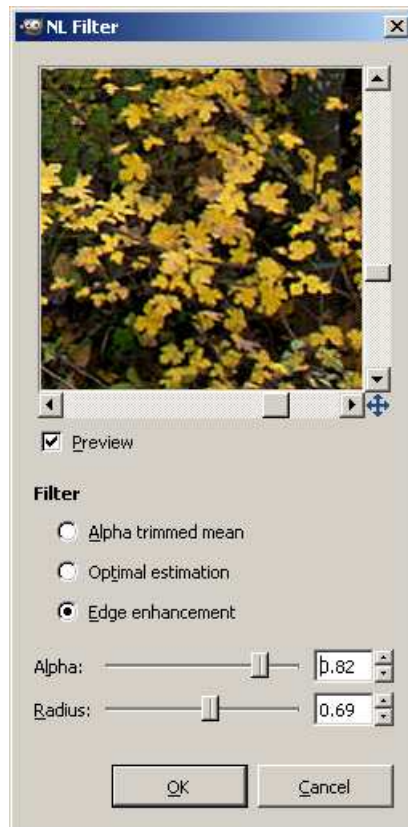 NL Filter
Preview
Filter
Alpha trimmed mean
Optimal estimation
Edge enhancement
Alpha: 0.82
Radius: 0.69
OK Cancel